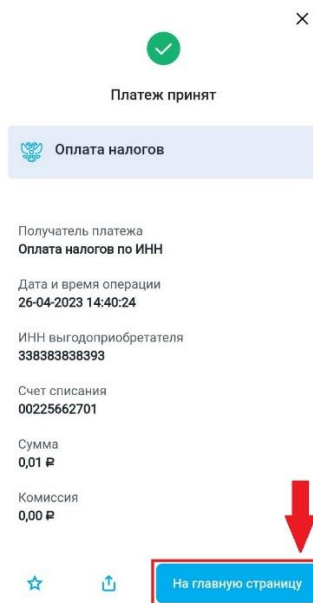 Платеж принят
Оплата налогов
Получатель платежа
Оплата налогов по ИНН
Дата и время операции
26-04-2023 14:40:24
ИНН выгодоприобретателя
338383838393
Счет списания
00225662701
Сумма
0,01 ₽
Комиссия
0,00 ₽
На главную страницу